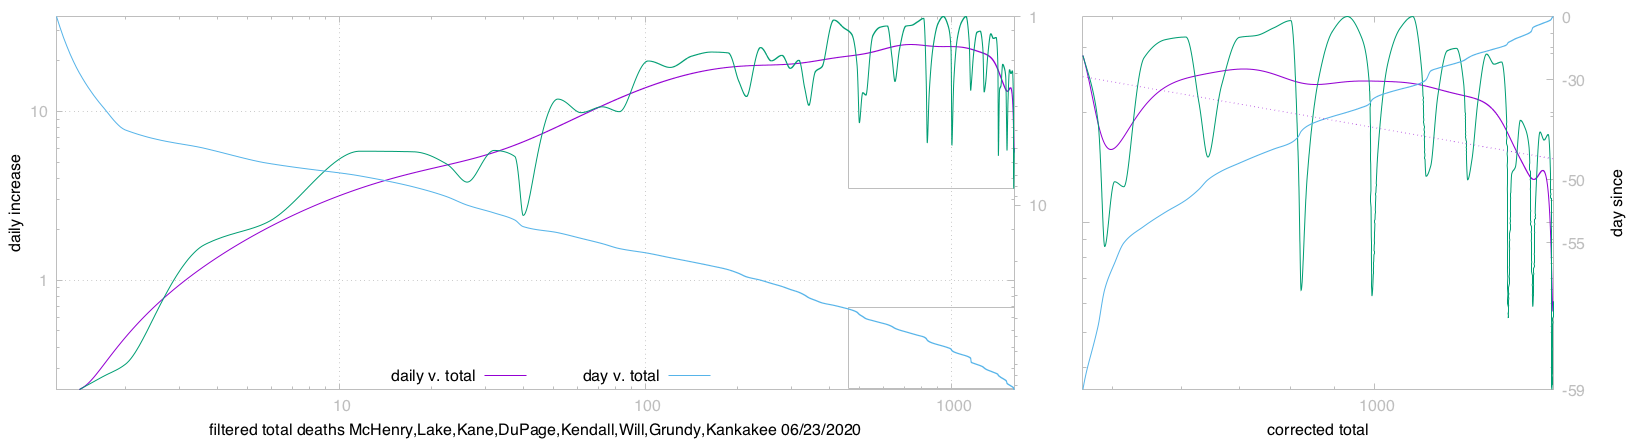 daily increase
10
1
daily v. total
day v. total
10
100
1000
filtered total deaths McHenry,Lake,Kane,DuPage,Kendall,Will,Grundy,Kankakee 06/23/2020
1
10
1000
corrected total
-0
-30
-50
-55
-59
day since